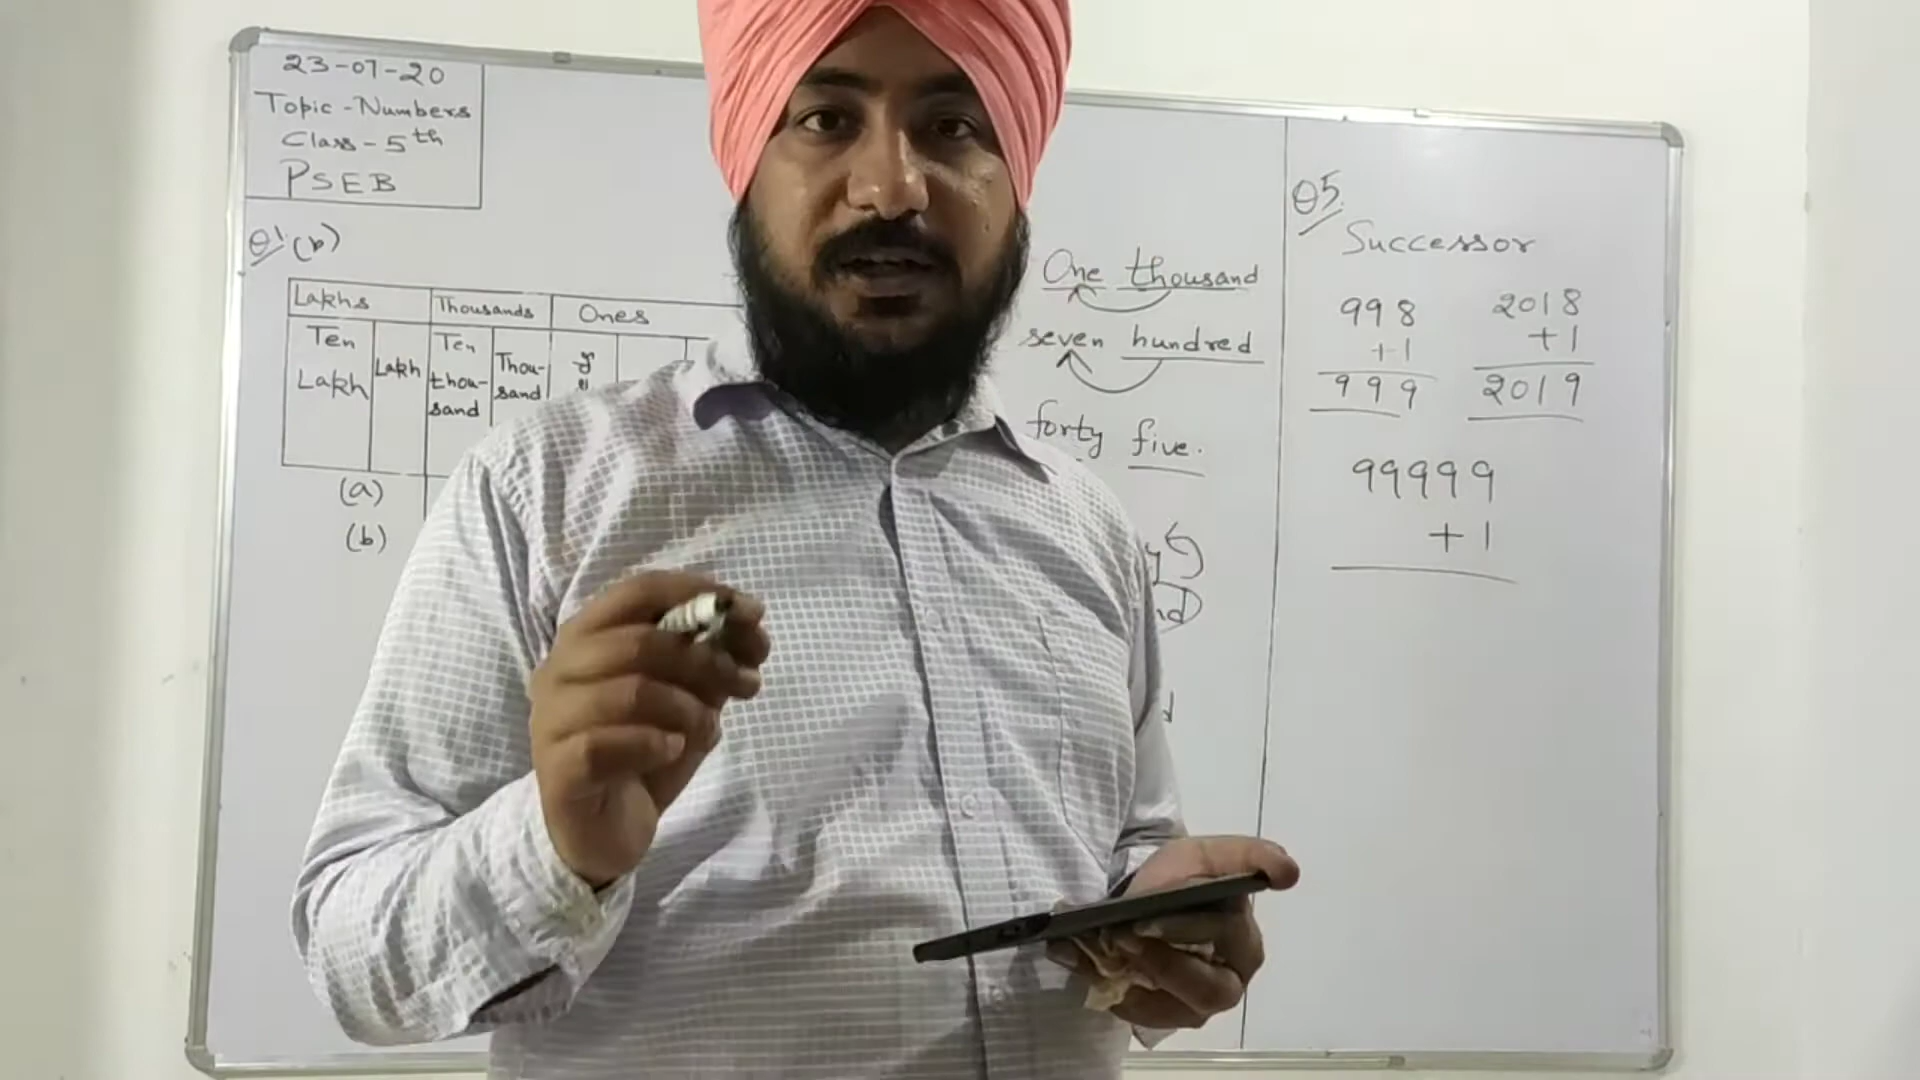 23-07-20
Topic - Numbers
Class - 5th
PSEB
Q1 (b)
Lakhs Thousands Ones
Ten Lakh
Lakh
Ten thou-sand
Thou-sand
(a)
(b)
One thousand
seven hundred
forty five.
Q5.
Successor
998
+1
999
2018
+1
2019
99999
+1